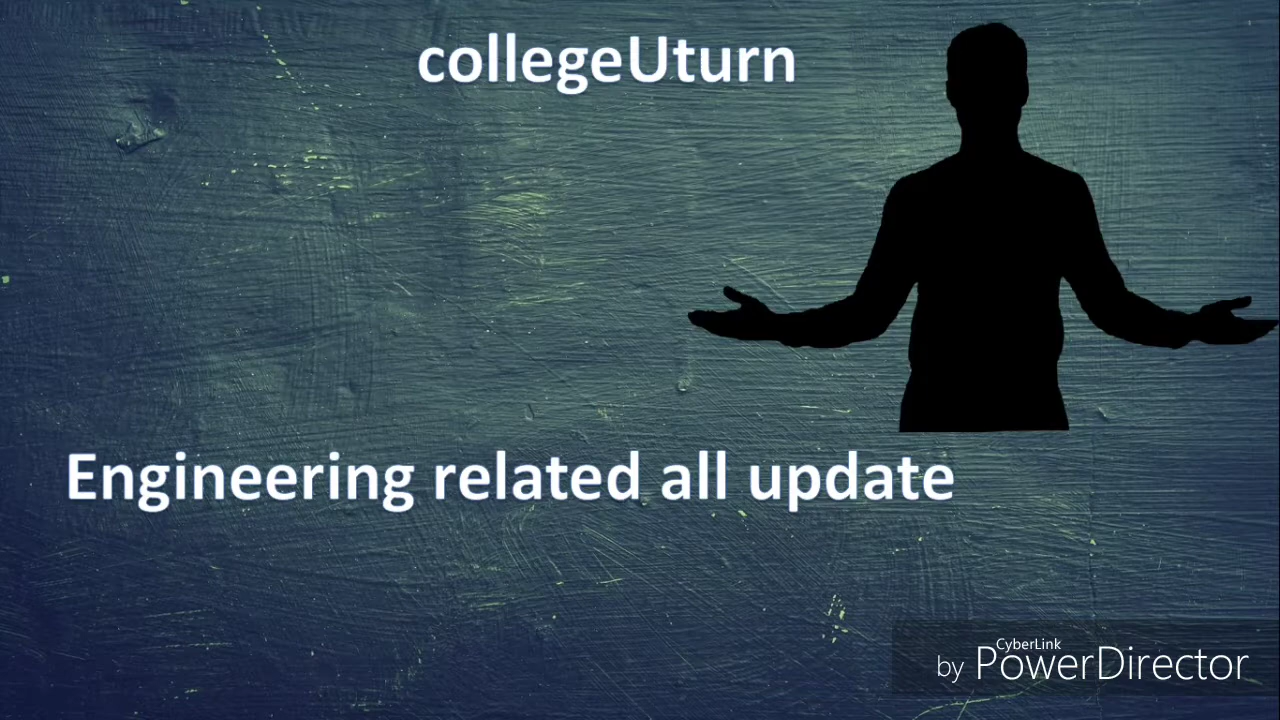 collegeUturn
Engineering related all update
CyberLink
by PowerDirector